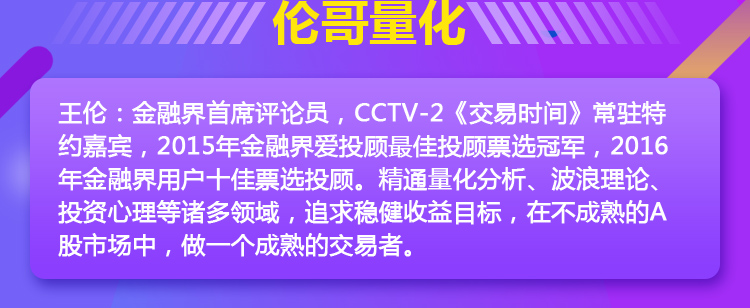 伦哥量化
王伦：金融界首席评论员，CCTV-2《交易时间》常驻特
约嘉宾，2015年金融界爱投顾最佳投顾票选冠军，2016
年金融界用户十佳票选投顾。精通量化分析、波浪理论、
投资心理等诸多领域，追求稳健收益目标，在不成熟的A
股市场中，做一个成熟的交易者。